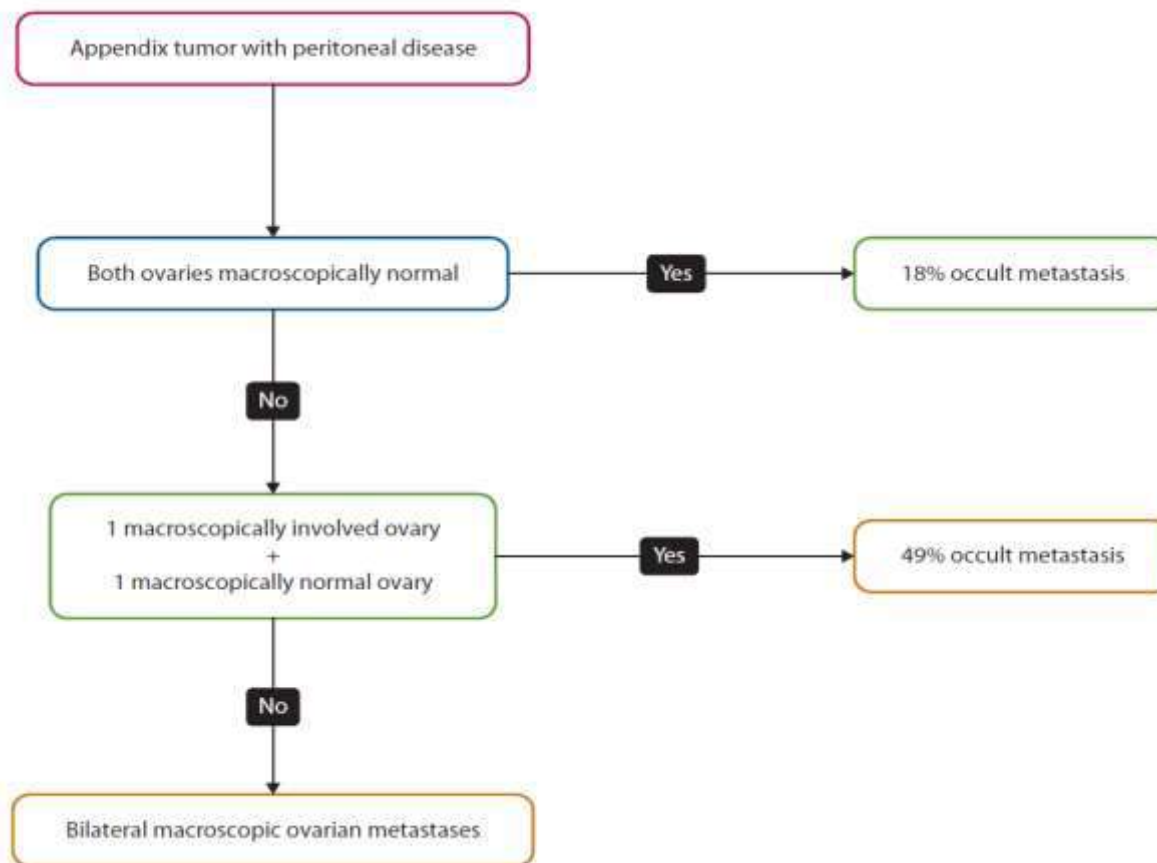 Appendix tumor with peritoneal disease
Both ovaries macroscopically normal
Yes
18% occult metastasis
No
1 macroscopically involved ovary
+
1 macroscopically normal ovary
Yes
49% occult metastasis
No
Bilateral macroscopic ovarian metastases